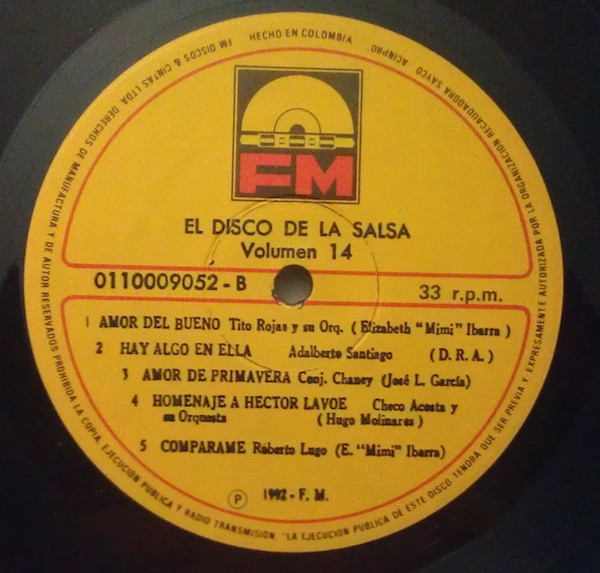 HECHO EN COLOMBIA
FM DISCOS & CINTAS LTDA. DERECHOS DE MANUFACTURA Y DE AUTOR RESERVADOS PROHIBIDA LA COPIA, EJECUCION PUBLICA Y RADIO TRANSMISION, "LA EJECUCION PUBLICA DE ESTE DISCO TENDRA QUE SER PREVIA Y EXPRESAMENTE AUTORIZADA POR LA ORGANIZACION RECAUDADORA SAYCO ACINPRO
FM
EL DISCO DE LA SALSA
Volumen 14
0110009052-B
33 r.p.m.
1 AMOR DEL BUENO Tito Rojas y su Orq. ( Elizabeth "Mimi" Ibarra )
2 HAY ALGO EN ELLA Adalberto Santiago ( D. R. A. )
3 AMOR DE PRIMAVERA Conj. Chaney (José L. García)
4 HOMENAJE A HECTOR LAVOE Checo Acosta y
su Orquesta ( Hugo Molinares )
5 COMPARAME Roberto Lugo (E. "Mimi" Ibarra)
P 1992 - F. M.